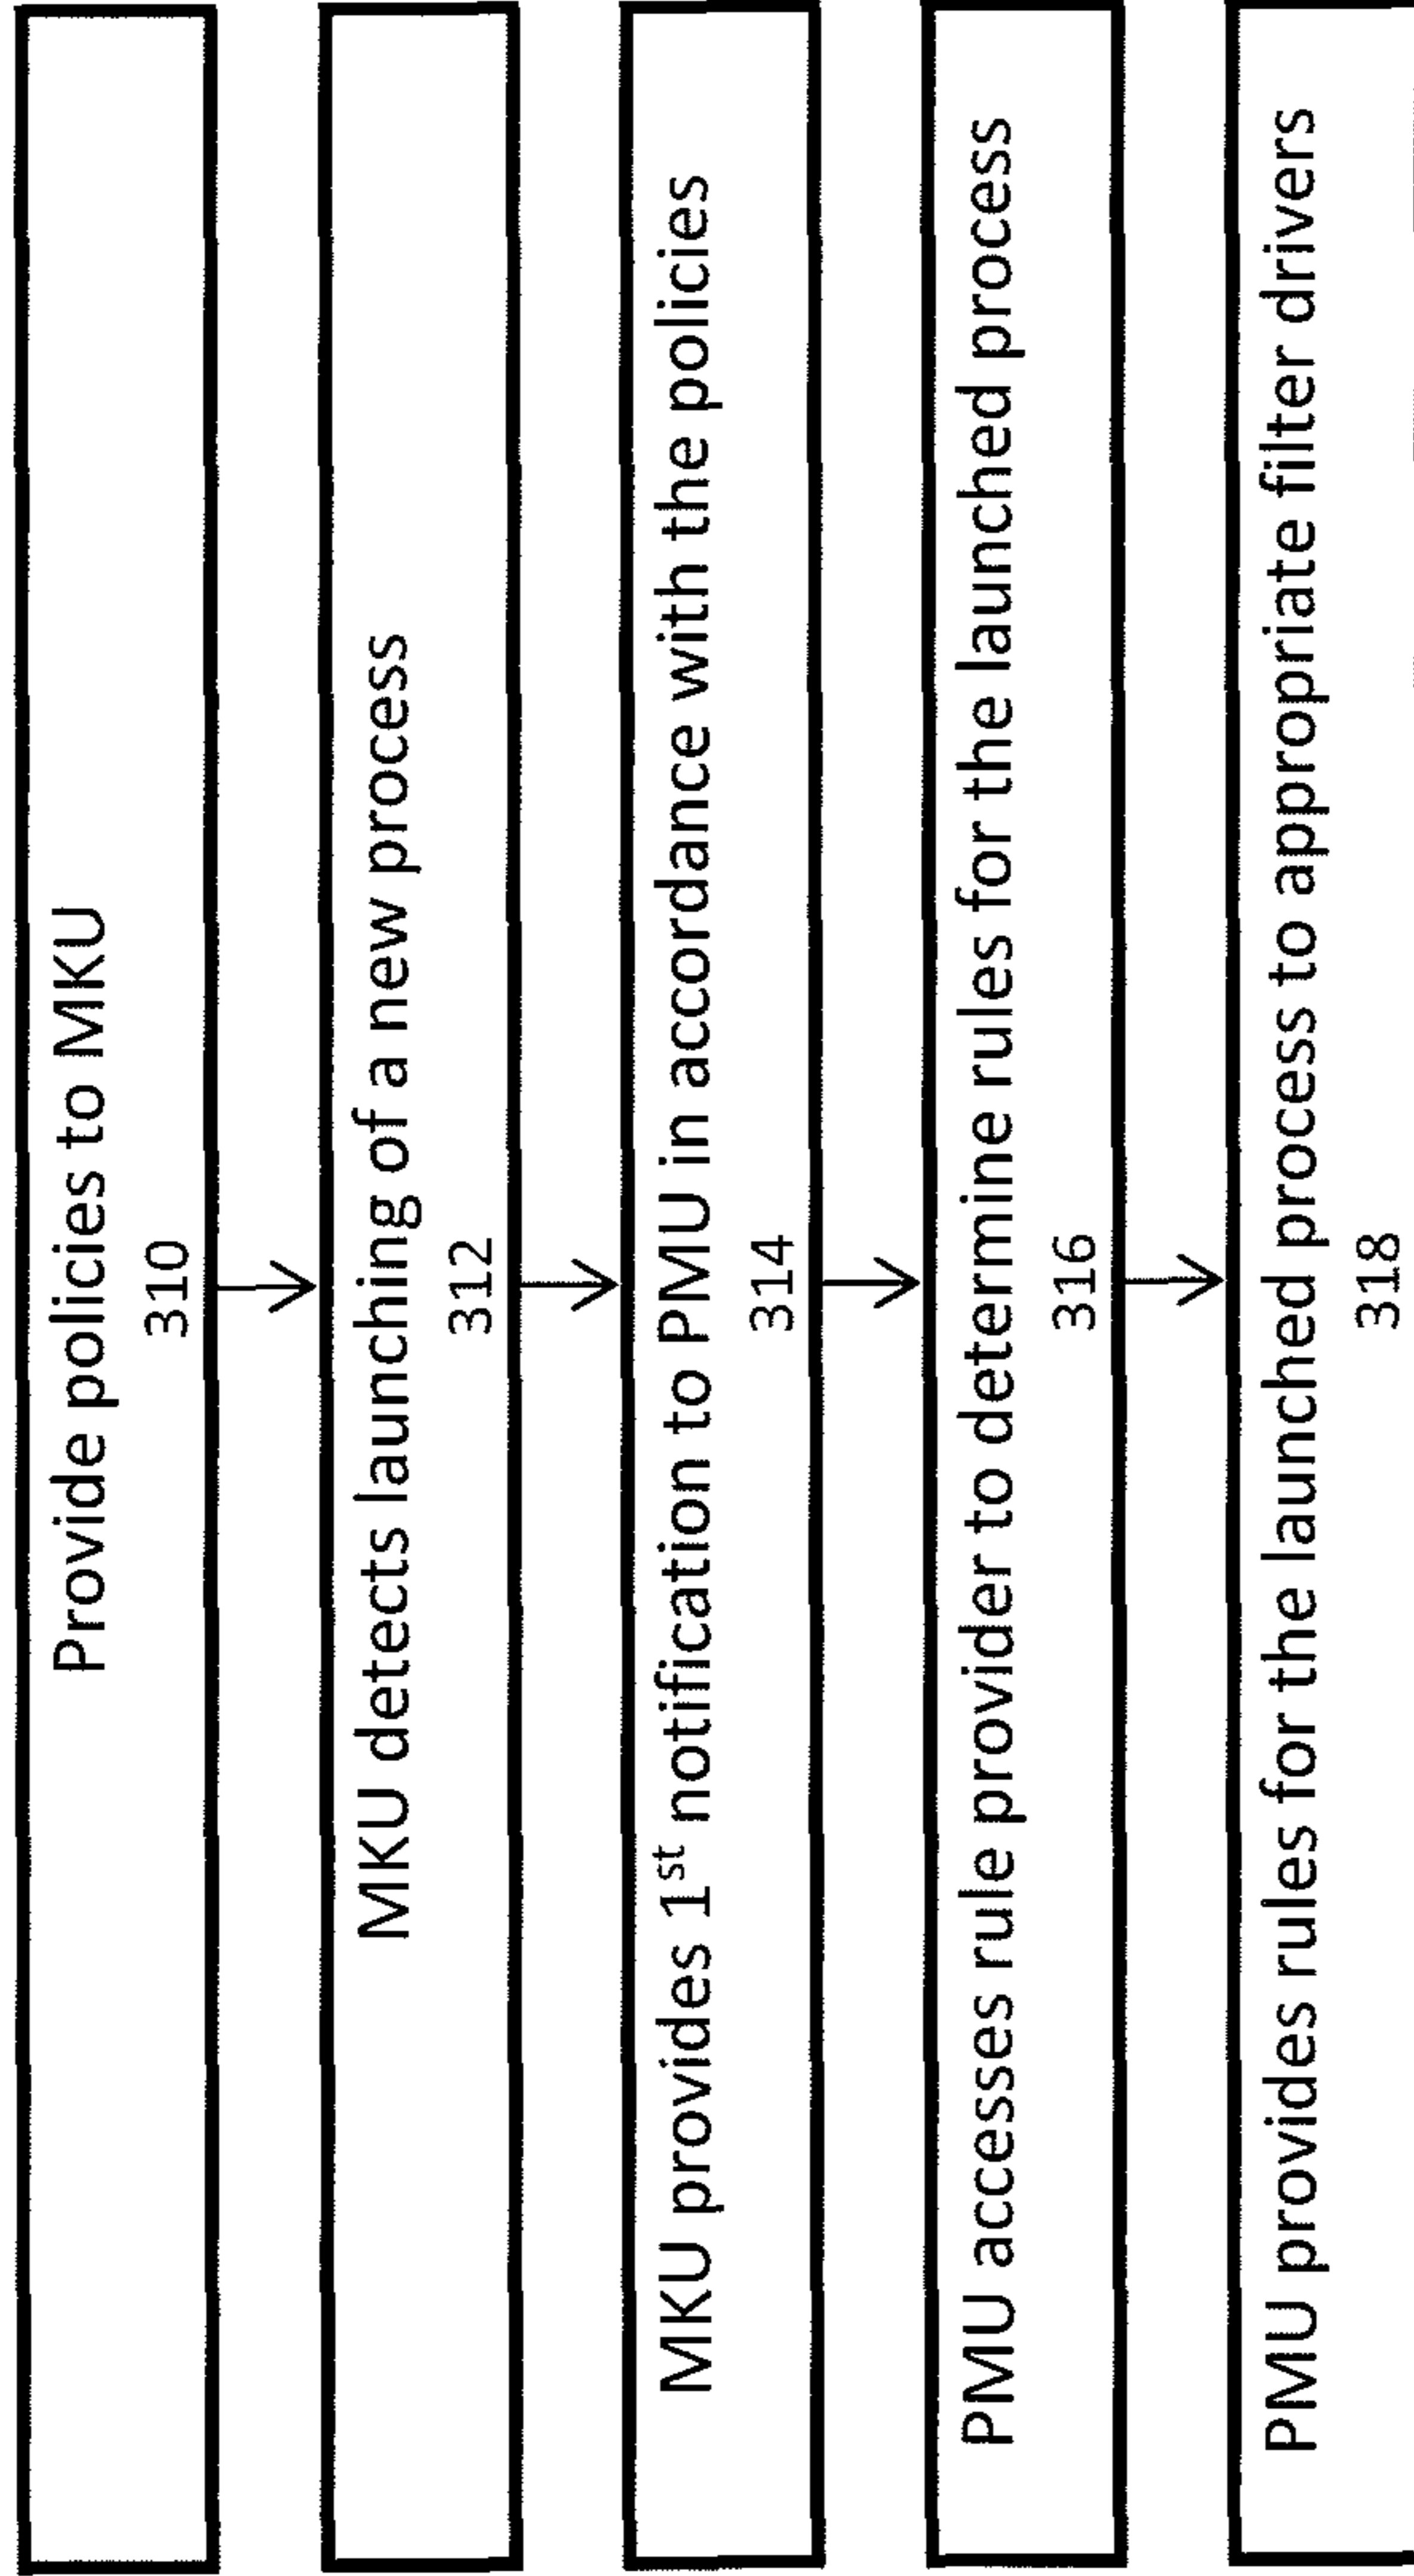 Provide policies to MKU
310
MKU detects launching of a new process
312
MKU provides 1st notification to PMU in accordance with the policies
314
PMU accesses rule provider to determine rules for the launched process
316
PMU provides rules for the launched process to appropriate filter drivers
318